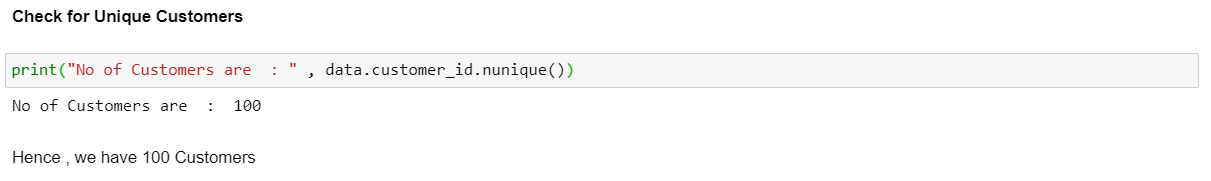 Check for Unique Customers
print("No of Customers are  : " , data.customer_id.nunique())
No of Customers are  :  100
Hence , we have 100 Customers